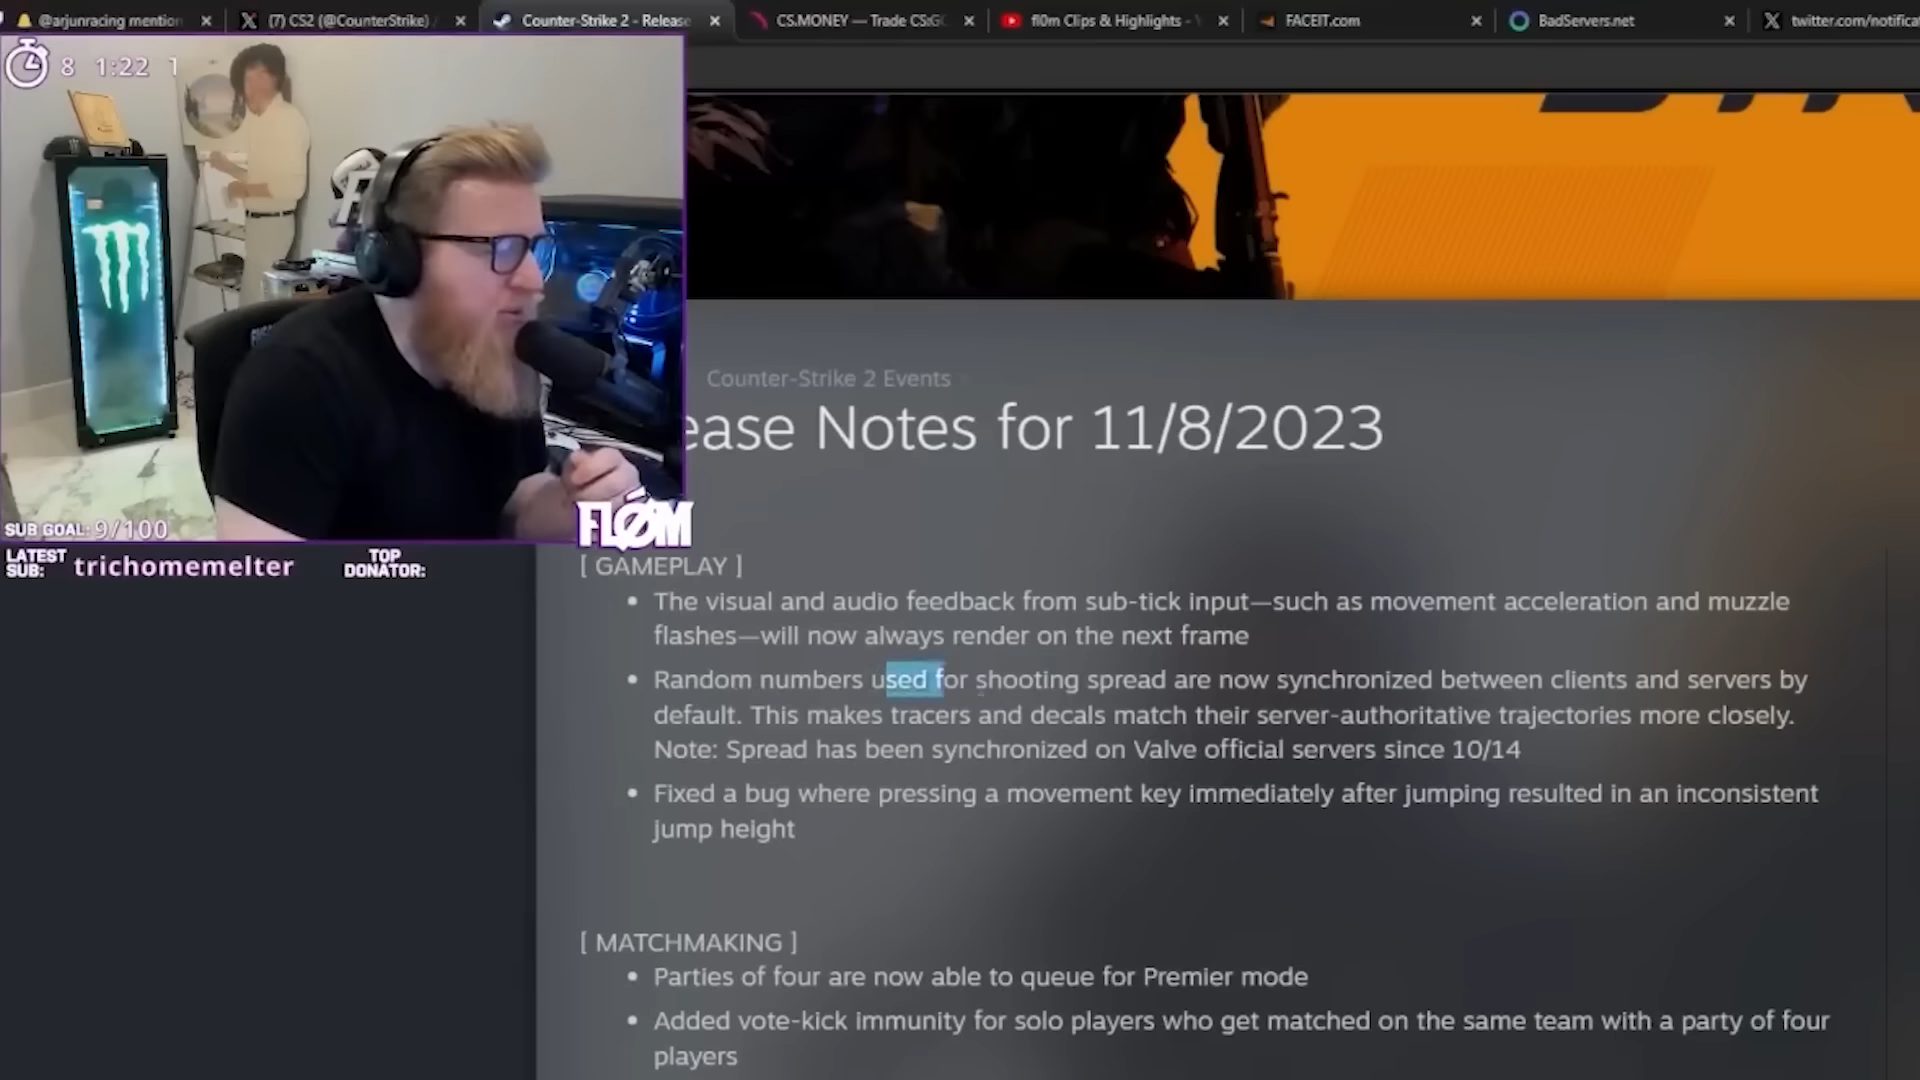 @arjunracing mention
(7) CS2 (@CounterStrike)
Counter-Strike 2 - Release
CS.MONEY — Trade CS:G
fl0m Clips & Highlights -
FACEIT.com
BadServers.net
twitter.com/notificat
8 1:22 1
SUB GOAL: 9/100
FLØM
LATEST SUB: trichomemelter
TOP DONATOR:
Counter-Strike 2 Events
ease Notes for 11/8/2023
[ GAMEPLAY ]
• The visual and audio feedback from sub-tick input—such as movement acceleration and muzzle
flashes—will now always render on the next frame
• Random numbers used for shooting spread are now synchronized between clients and servers by
default. This makes tracers and decals match their server-authoritative trajectories more closely.
Note: Spread has been synchronized on Valve official servers since 10/14
• Fixed a bug where pressing a movement key immediately after jumping resulted in an inconsistent
jump height
[ MATCHMAKING ]
• Parties of four are now able to queue for Premier mode
• Added vote-kick immunity for solo players who get matched on the same team with a party of four
players